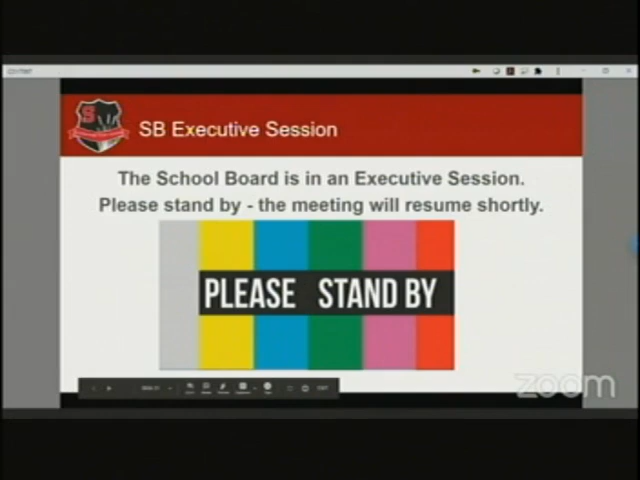 SB Executive Session
The School Board is in an Executive Session.
Please stand by - the meeting will resume shortly.
PLEASE STAND BY
zoom